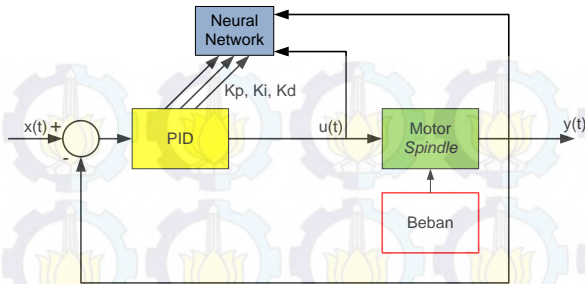 Neural
Network
Kp, Ki, Kd
x(t)
+
-
PID
u(t)
Motor
Spindle
y(t)
Beban